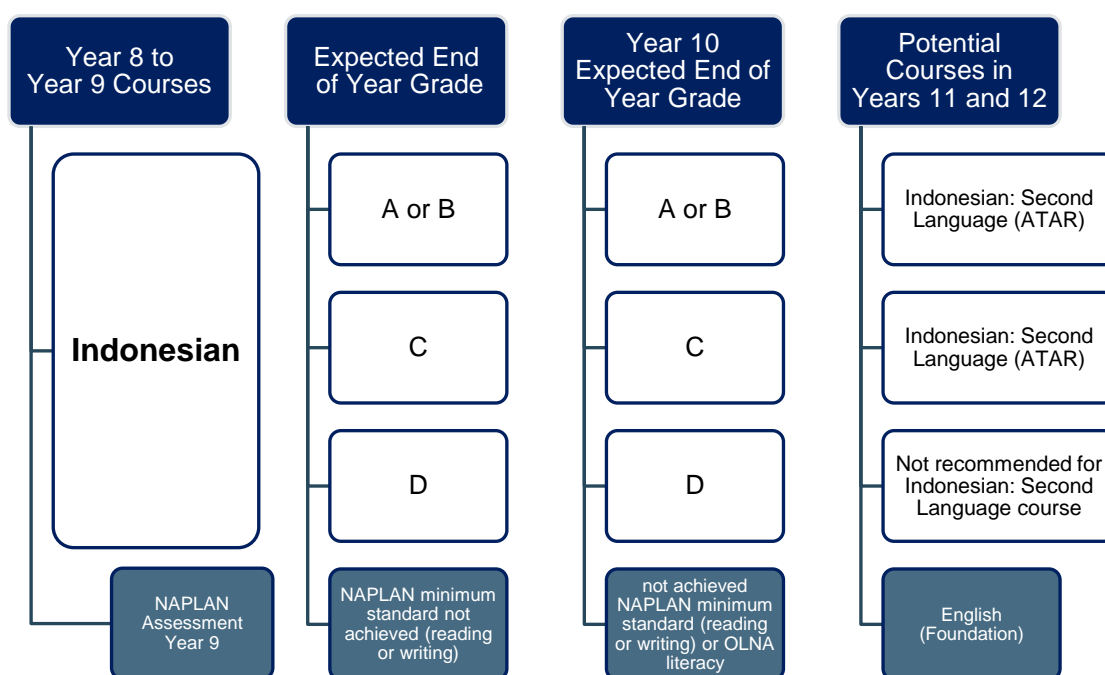 Year 8 to
Year 9 Courses
Expected End
of Year Grade
Year 10
Expected End of
Year Grade
Potential
Courses in
Years 11 and 12
Indonesian
A or B
A or B
Indonesian: Second
Language (ATAR)
C
C
Indonesian: Second
Language (ATAR)
D
D
Not recommended for
Indonesian: Second
Language course
NAPLAN
Assessment
Year 9
NAPLAN minimum
standard not
achieved (reading
or writing)
not achieved
NAPLAN minimum
standard (reading
or writing) or OLNA
literacy
English
(Foundation)